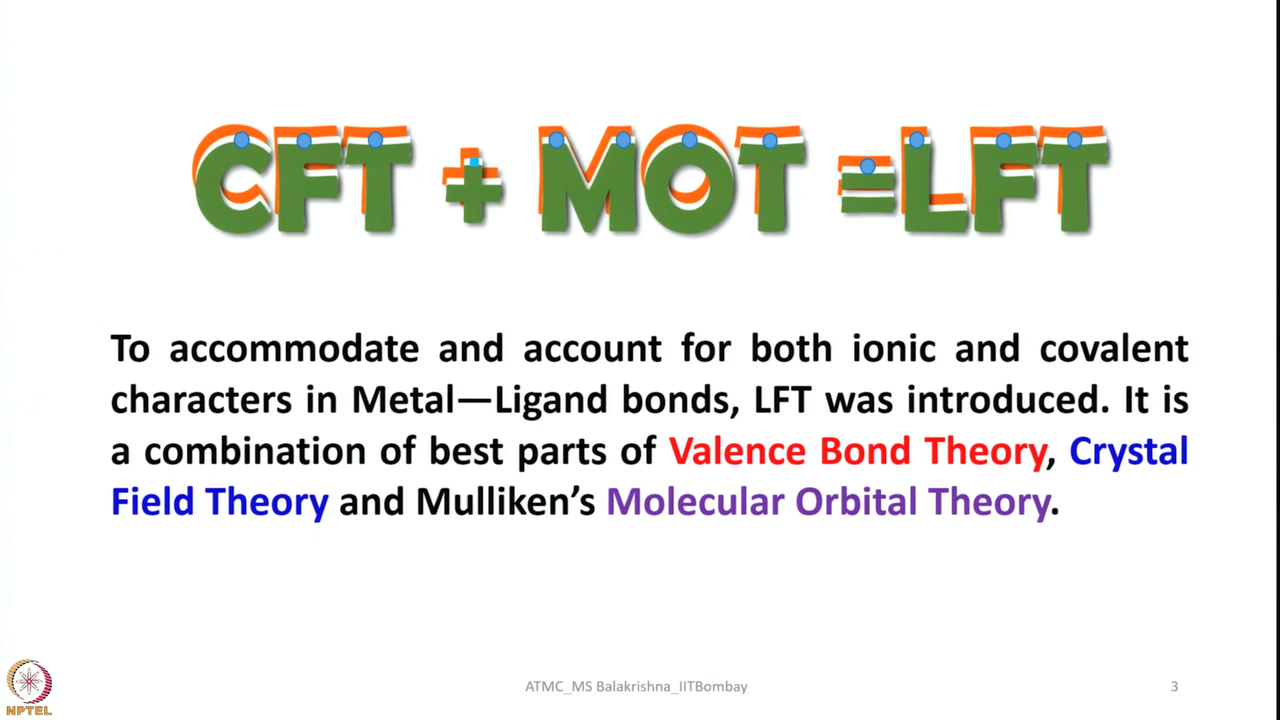 CFT + MOT =LFT
To accommodate and account for both ionic and covalent
characters in Metal—Ligand bonds, LFT was introduced. It is
a combination of best parts of Valence Bond Theory, Crystal
Field Theory and Mulliken’s Molecular Orbital Theory.
NPTEL
ATMC_MS Balakrishna_IITBombay
3